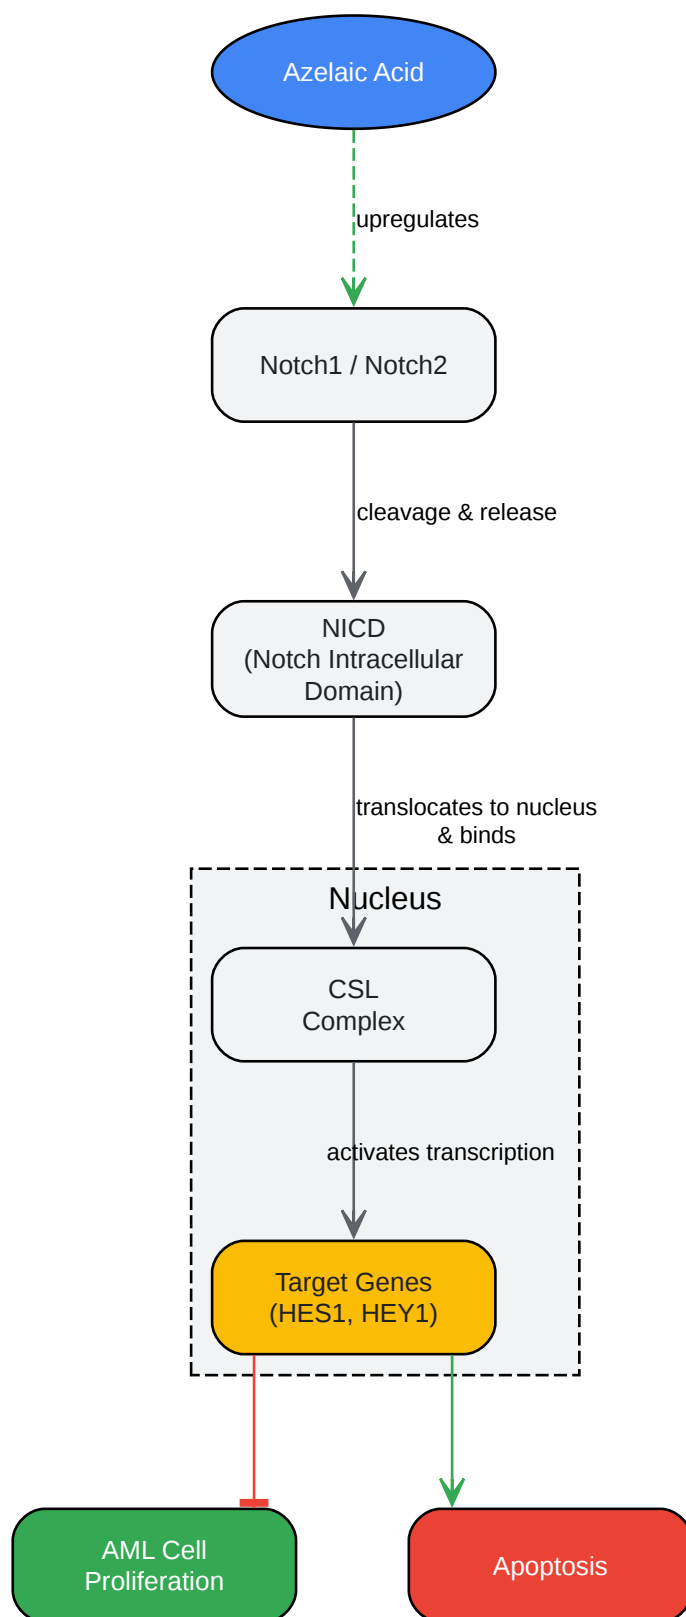 Azelaic Acid
upregulates
Notch1 / Notch2
cleavage & release
NICD
(Notch Intracellular
Domain)
translocates to nucleus
& binds
Nucleus
CSL
Complex
activates transcription
Target Genes
(HES1, HEY1)
AML Cell
Proliferation
Apoptosis